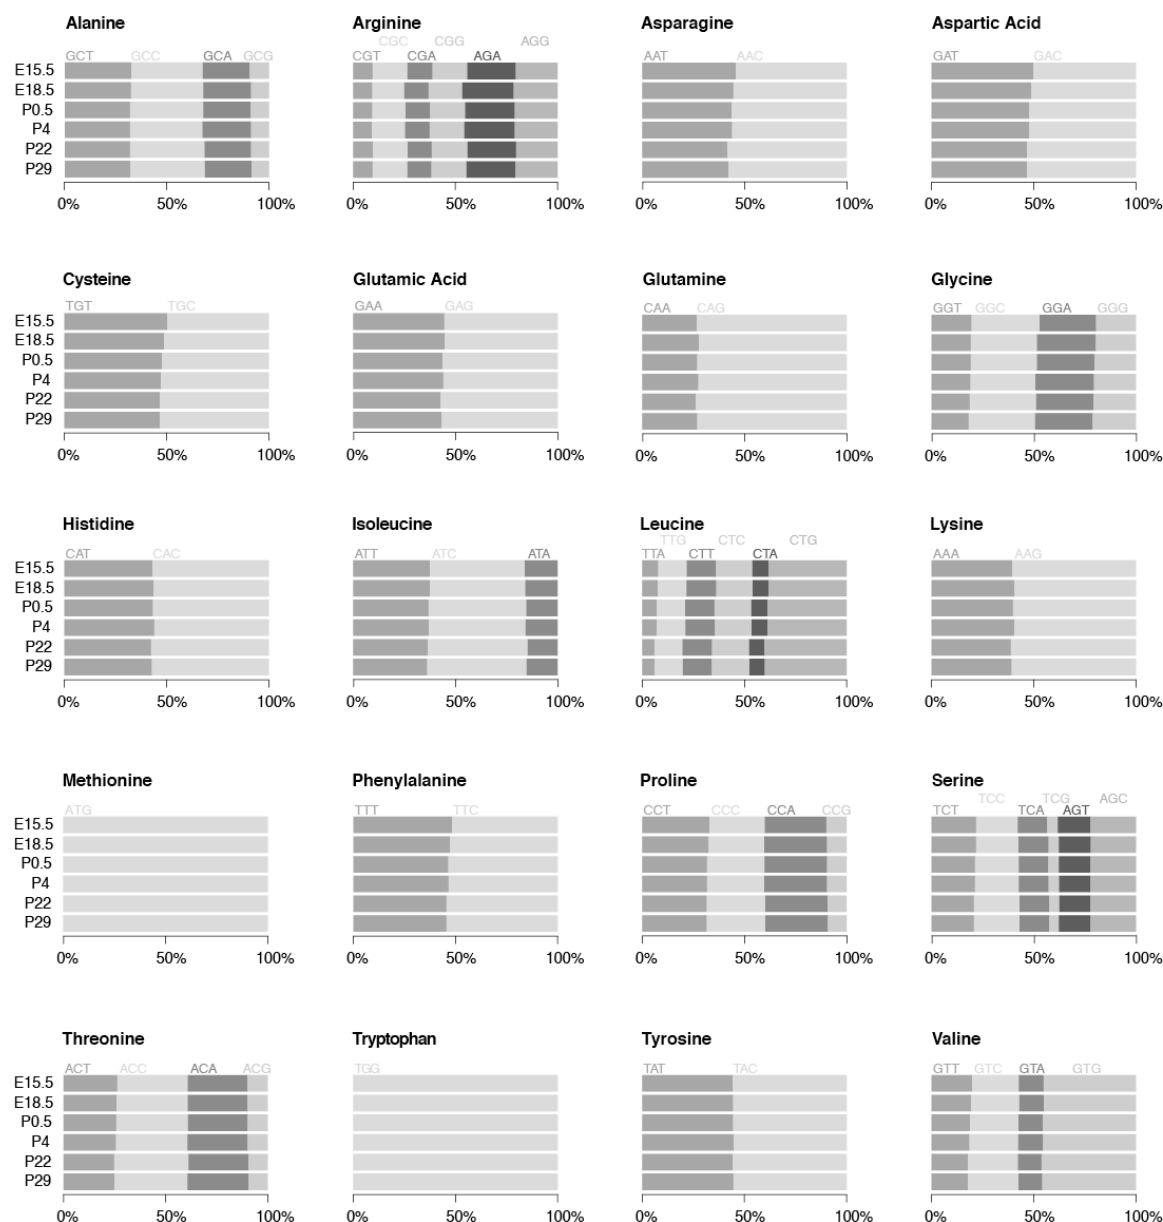 Alanine Arginine Asparagine Aspartic Acid
CGC CGG AGG
GCT GCC GCA GCG CGT CGA AGA AAT AAC GAT GAC
E15.5
E18.5
P0.5
P4
P22
P29
0% 50% 100% 0% 50% 100% 0% 50% 100% 0% 50% 100%
Cysteine Glutamic Acid Glutamine Glycine
TGT TGC GAA GAG CAA CAG GGT GGC GGA GGG
E15.5
E18.5
P0.5
P4
P22
P29
0% 50% 100% 0% 50% 100% 0% 50% 100% 0% 50% 100%
Histidine Isoleucine Leucine Lysine
TTG CTC CTG
CAT CAC ATT ATC ATA TTA CTT CTA AAA AAG
E15.5
E18.5
P0.5
P4
P22
P29
0% 50% 100% 0% 50% 100% 0% 50% 100% 0% 50% 100%
Methionine Phenylalanine Proline Serine
TCC TCG AGC
ATG TTT TTC CCT CCC CCA CCG TCT TCA AGT
E15.5
E18.5
P0.5
P4
P22
P29
0% 50% 100% 0% 50% 100% 0% 50% 100% 0% 50% 100%
Threonine Tryptophan Tyrosine Valine
ACT ACC ACA ACG TGG TAT TAC GTT GTC GTA GTG
E15.5
E18.5
P0.5
P4
P22
P29
0% 50% 100% 0% 50% 100% 0% 50% 100% 0% 50% 100%